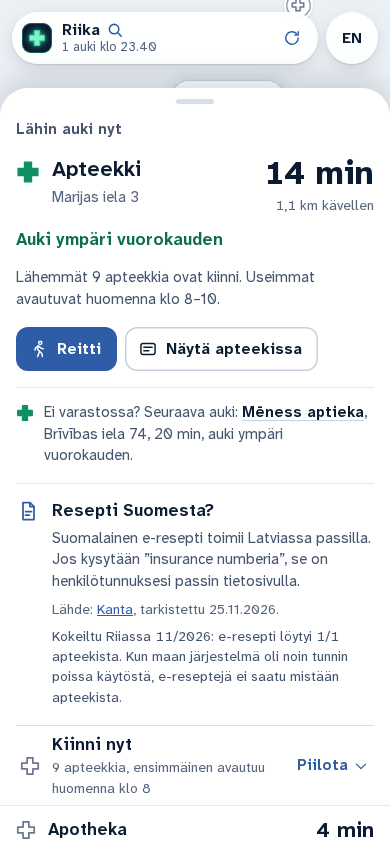 Riika
1 auki klo 23.40
EN
Lähin auki nyt
Apteekki
14 min
Marijas iela 3
1,1 km kävellen
Auki ympäri vuorokauden
Lähemmät 9 apteekkia ovat kiinni. Useimmat
avautuvat huomenna klo 8–10.
Reitti
Näytä apteekissa
Ei varastossa? Seuraava auki: Mēness aptieka,
Brīvības iela 74, 20 min, auki ympäri
vuorokauden.
Resepti Suomesta?
Suomalainen e-resepti toimii Latviassa passilla.
Jos kysytään ”insurance numberia”, se on
henkilötunnuksesi passin tietosivulla.
Lähde: Kanta, tarkistettu 25.11.2026.
Kokeiltu Riiassa 11/2026: e-resepti löytyi 1/1
apteekista. Kun maan järjestelmä oli noin tunnin
poissa käytöstä, e-reseptejä ei saatu mistään
apteekista.
Kiinni nyt
9 apteekkia, ensimmäinen avautuu
huomenna klo 8
Piilota
Apotheka
4 min